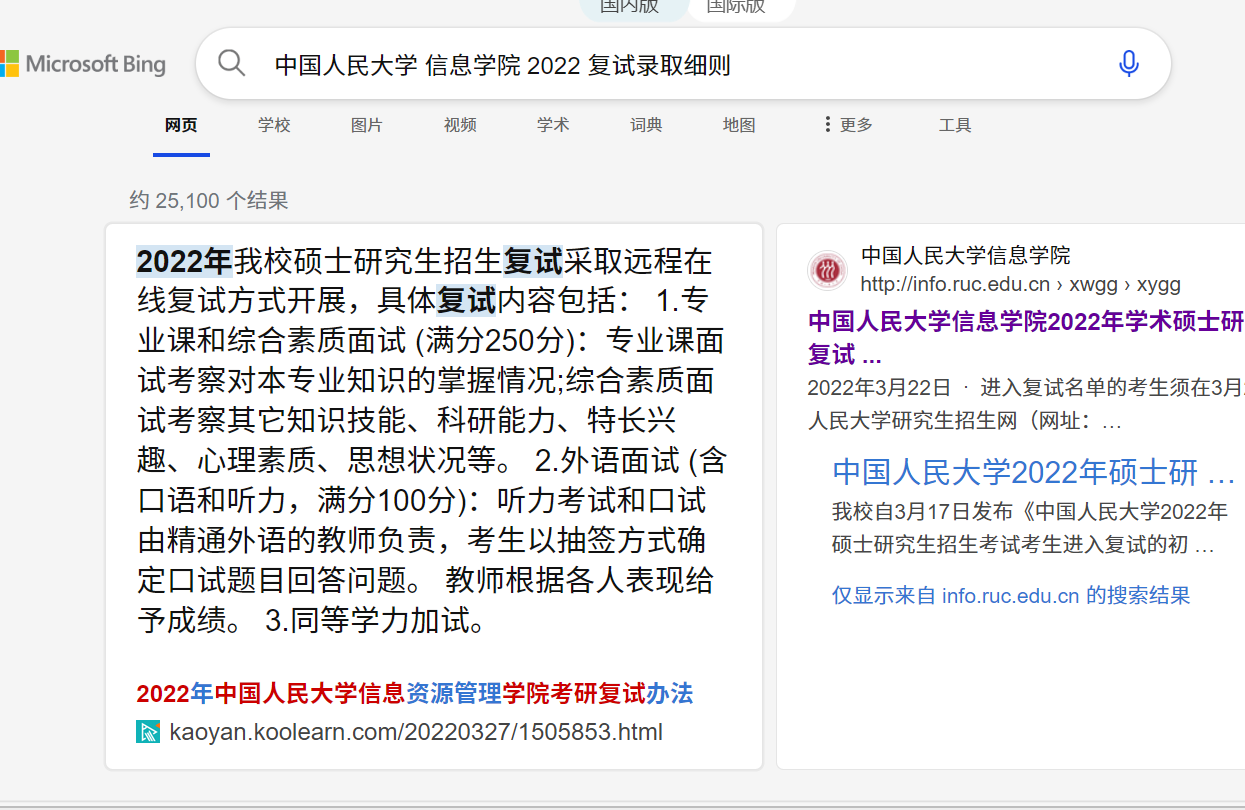 国内版 国际版
Microsoft Bing
中国人民大学 信息学院 2022 复试录取细则
网页 学校 图片 视频 学术 词典 地图 更多 工具
约 25,100 个结果
2022年我校硕士研究生招生复试采取远程在
线复试方式开展，具体复试内容包括： 1.专
业课和综合素质面试 (满分250分)：专业课面
试考察对本专业知识的掌握情况;综合素质面
试考察其它知识技能、科研能力、特长兴
趣、心理素质、思想状况等。 2.外语面试 (含
口语和听力，满分100分)：听力考试和口试
由精通外语的教师负责，考生以抽签方式确
定口试题目回答问题。 教师根据各人表现给
予成绩。 3.同等学力加试。
2022年中国人民大学信息资源管理学院考研复试办法
kaoyan.koolearn.com/20220327/1505853.html
中国人民大学信息学院
http://info.ruc.edu.cn › xwgg › xygg
中国人民大学信息学院2022年学术硕士研
复试 ...
2022年3月22日 · 进入复试名单的考生须在3月
人民大学研究生招生网（网址：…
中国人民大学2022年硕士研 …
我校自3月17日发布《中国人民大学2022年
硕士研究生招生考试考生进入复试的初 …
仅显示来自 info.ruc.edu.cn 的搜索结果